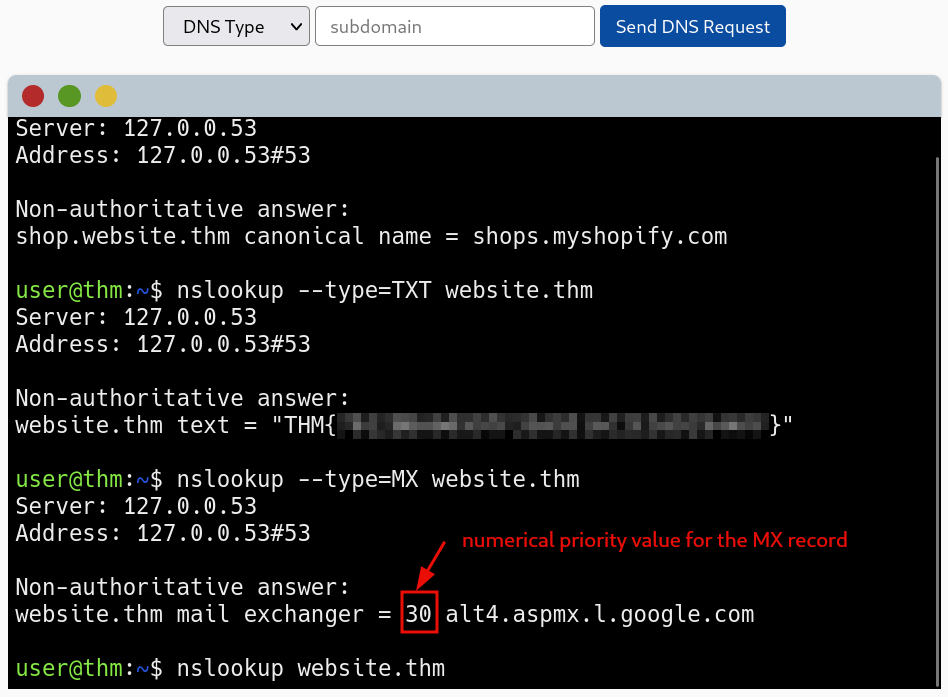 DNS Type
subdomain
Send DNS Request
Server: 127.0.0.53
Address: 127.0.0.53#53
Non-authoritative answer:
shop.website.thm canonical name = shops.myshopify.com
user@thm:~$ nslookup --type=TXT website.thm
Server: 127.0.0.53
Address: 127.0.0.53#53
Non-authoritative answer:
website.thm text = "THM{}"
user@thm:~$ nslookup --type=MX website.thm
Server: 127.0.0.53
Address: 127.0.0.53#53
numerical priority value for the MX record
Non-authoritative answer:
website.thm mail exchanger = 30 alt4.aspmx.l.google.com
user@thm:~$ nslookup website.thm